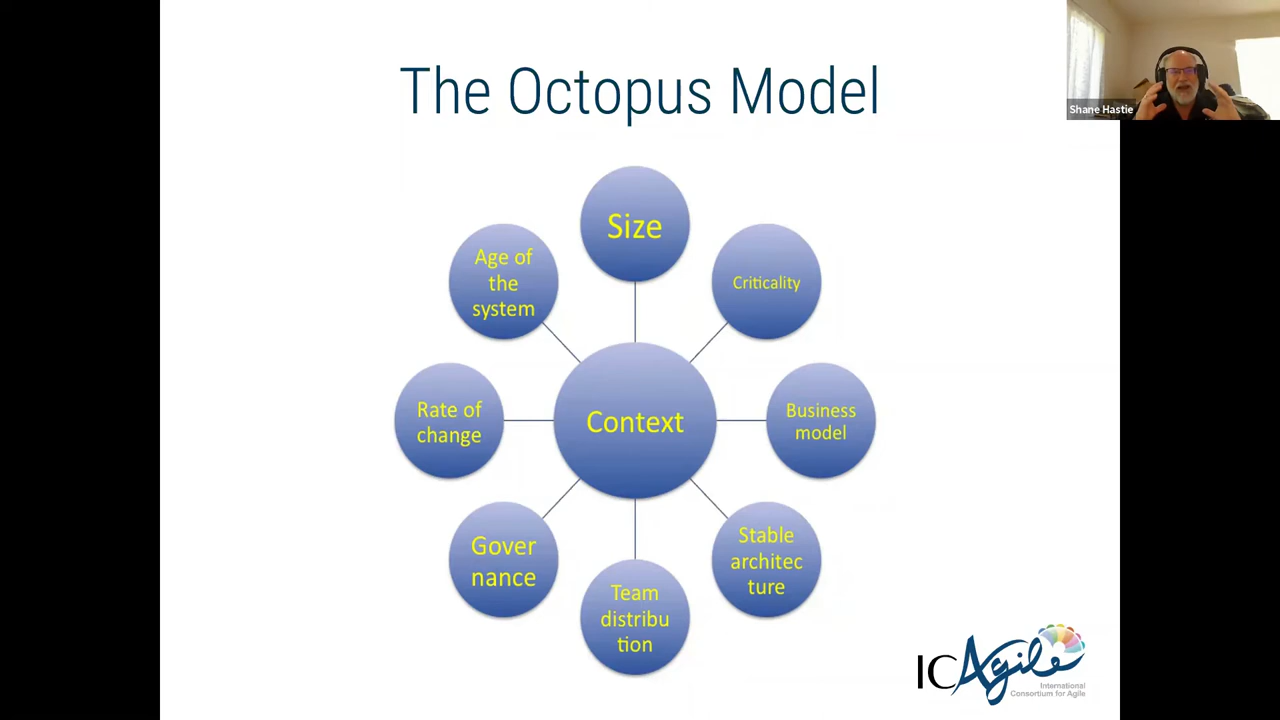 The Octopus Model
Shane Hastie
Size
Criticality
Business
model
Stable
architec
ture
Team
distribu
tion
Gover
nance
Rate of
change
Age of
the
system
Context
ICAgile
International
Consortium for Agile